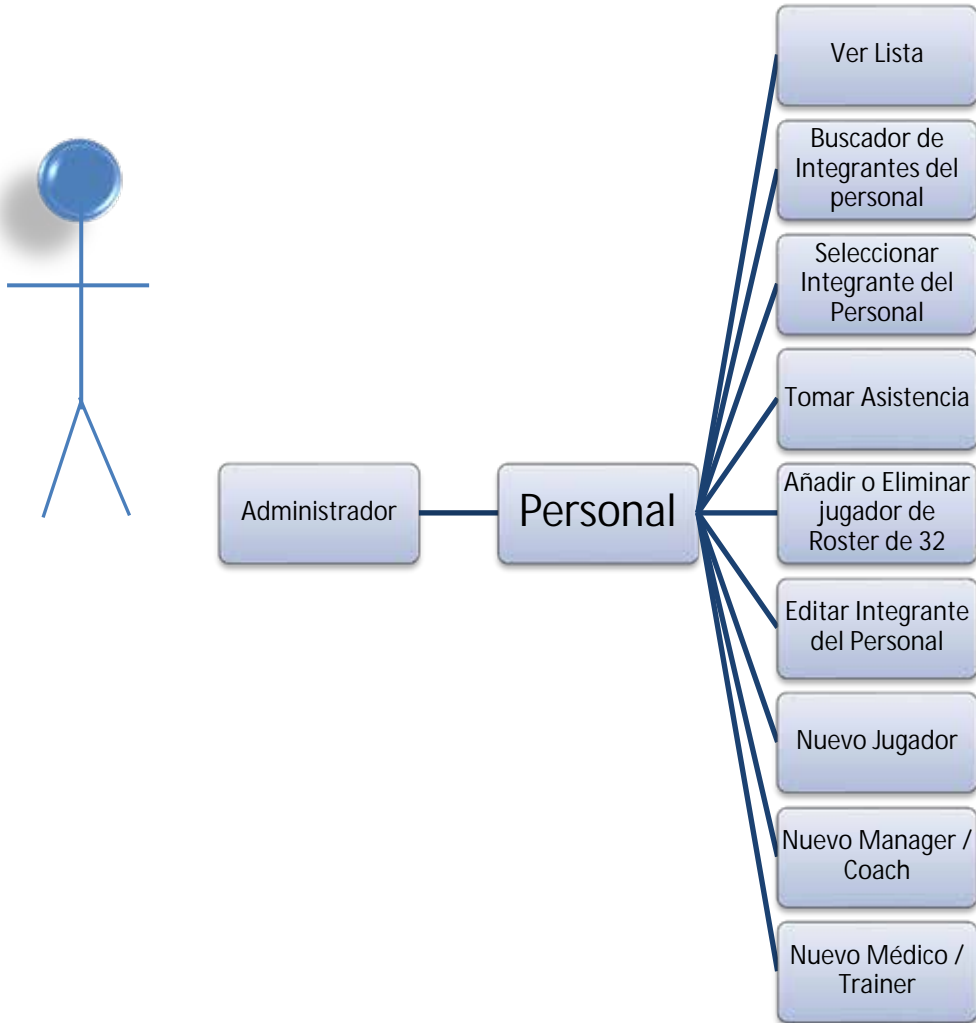 Ver Lista
Buscador de
Integrantes del
personal
Seleccionar
Integrante del
Personal
Tomar Asistencia
Administrador
Personal
Añadir o Eliminar
jugador de
Roster de 32
Editar Integrante
del Personal
Nuevo Jugador
Nuevo Manager /
Coach
Nuevo Médico /
Trainer